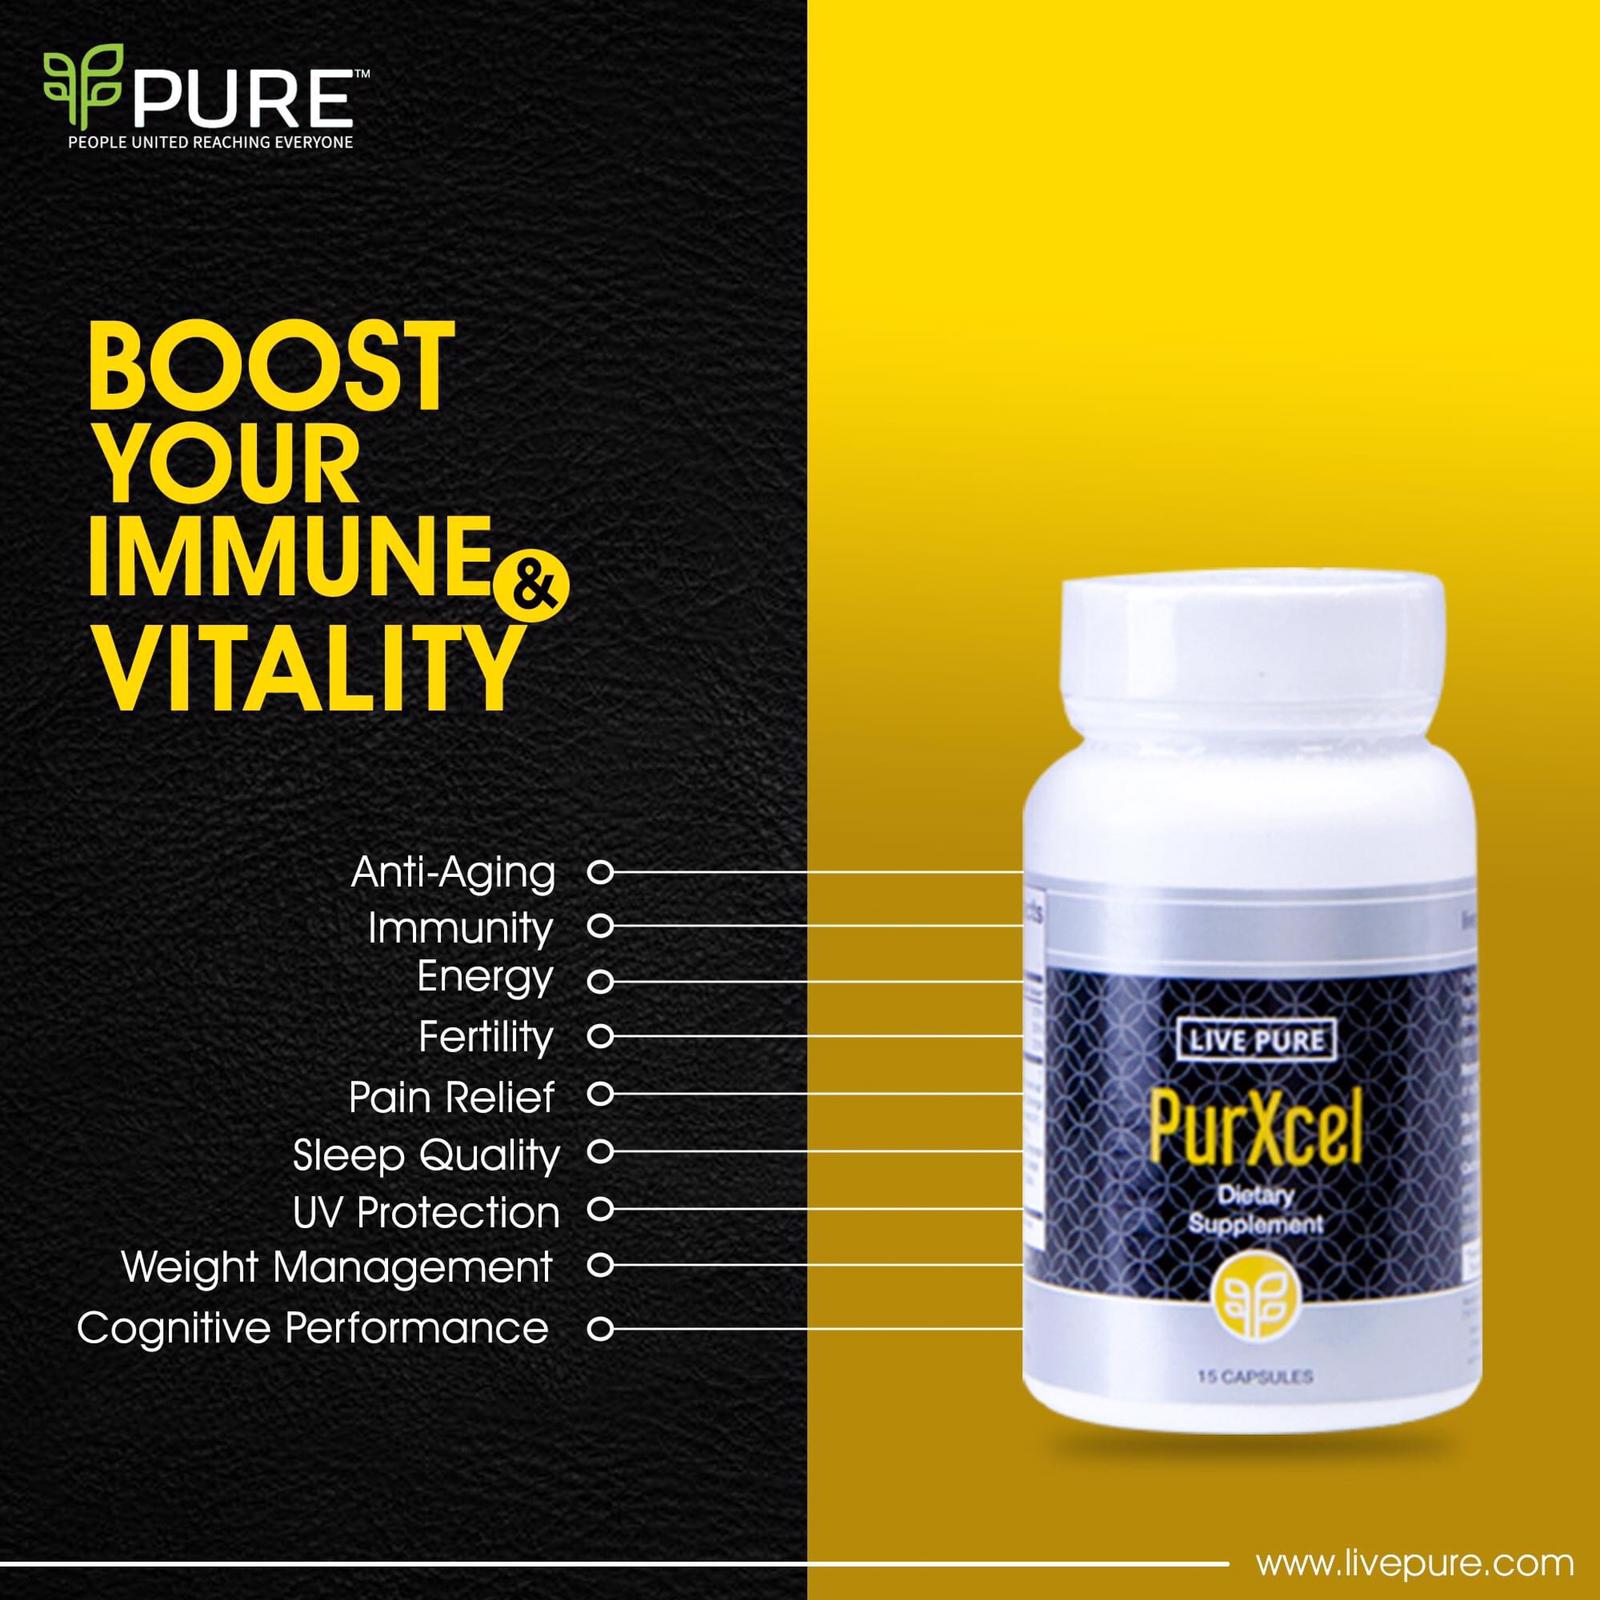 PURE™
PEOPLE UNITED REACHING EVERYONE
BOOST
YOUR
IMMUNE &
VITALITY
Anti-Aging
Immunity
Energy
Fertility
Pain Relief
Sleep Quality
UV Protection
Weight Management
Cognitive Performance
LIVE PURE
PurXcel
Dietary
Supplement
15 CAPSULES
www.livepure.com